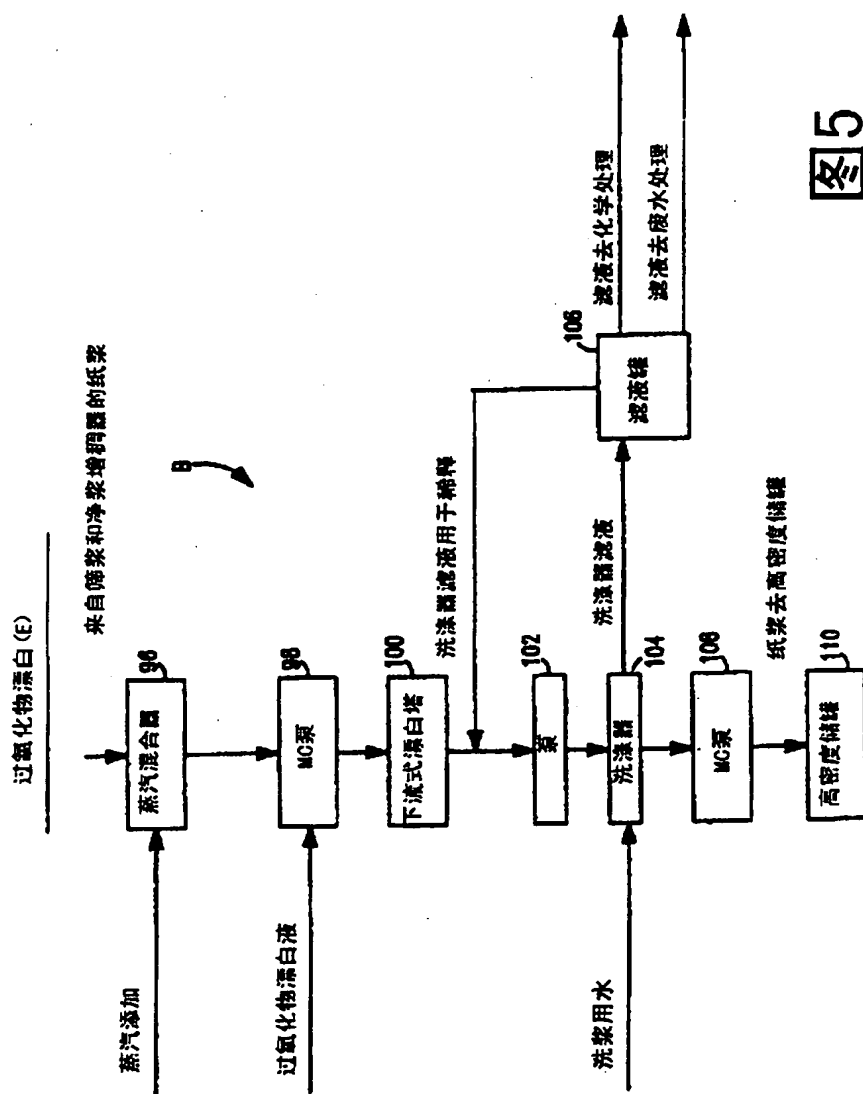 过氧化物漂白(E)
来自筛浆和净浆增稠器的纸浆
B
蒸汽添加
蒸汽混合器
96
过氧化物漂白液
MC泵
98
下流式漂白塔
100
洗涤器滤液用于稀释
泵
102
洗浆用水
洗涤器
104
洗涤器滤液
滤液罐
106
滤液去化学处理
滤液去废水处理
MC泵
108
纸浆去高密度储罐
高密度储罐
110
图5